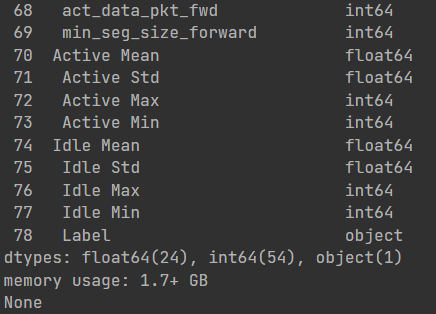 68   act_data_pkt_fwd             int64
69   min_seg_size_forward         int64
70  Active Mean                   float64
71   Active Std                   float64
72   Active Max                   int64
73   Active Min                   int64
74  Idle Mean                     float64
75   Idle Std                     float64
76   Idle Max                     int64
77   Idle Min                     int64
78   Label                        object
dtypes: float64(24), int64(54), object(1)
memory usage: 1.7+ GB
None